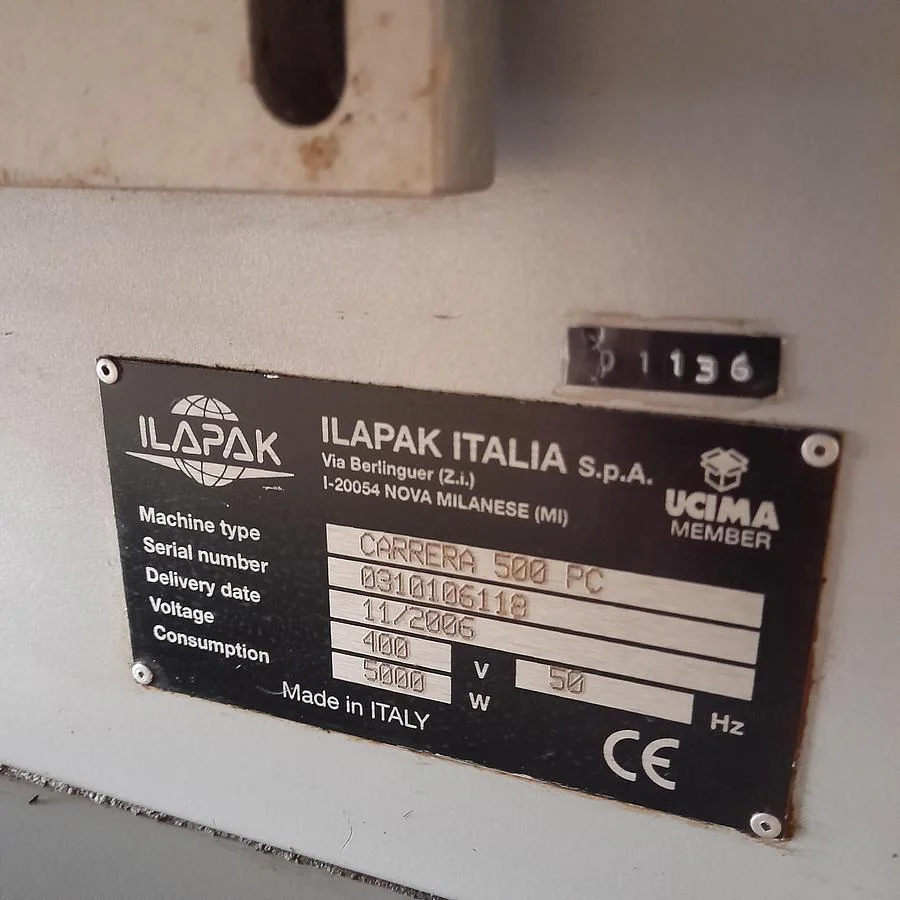 01136
ILAPAK
ILAPAK ITALIA S.p.A.
Via Berlinguer (Z.i.)
I-20054 NOVA MILANESE (MI)
UCIMA
MEMBER
Machine type CARRERA 500 PC
Serial number 0310106118
Delivery date 11/2006
Voltage 400 V 50 Hz
Consumption 5000 W
Made in ITALY
CE